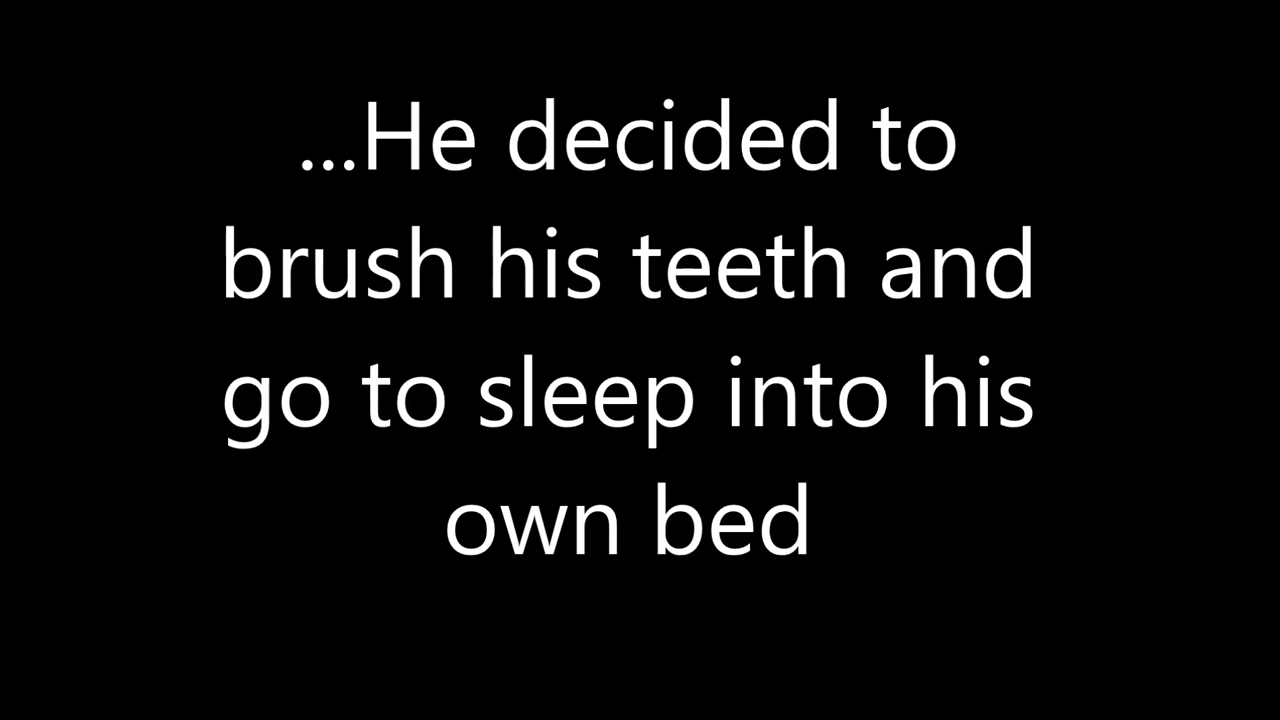 ...He decided to
brush his teeth and
go to sleep into his
own bed